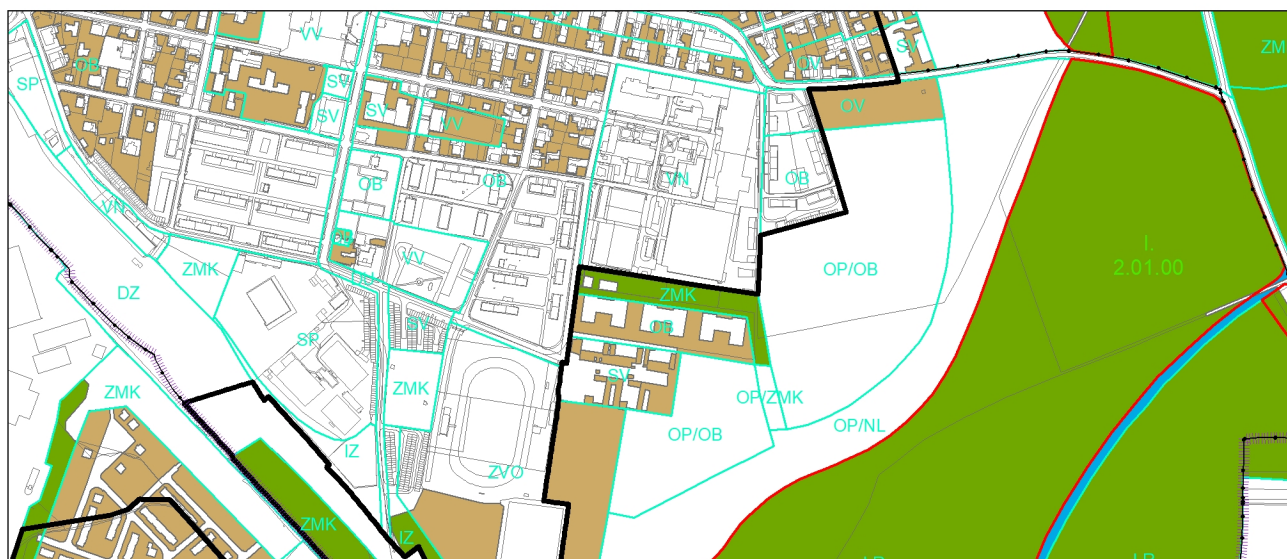 VV
SV
OV
ZM
SP
OB
SV
SV
SV
VV
OV
OB
OB
VN
OB
VN
VV
ZMK
DZ
OP/OB
I.
2.01.00
ZMK
SP
SV
OB
ZMK
SV
ZMK
OP/ZMK
OP/NL
OP/OB
IZ
ZVO
ZMK
IZ